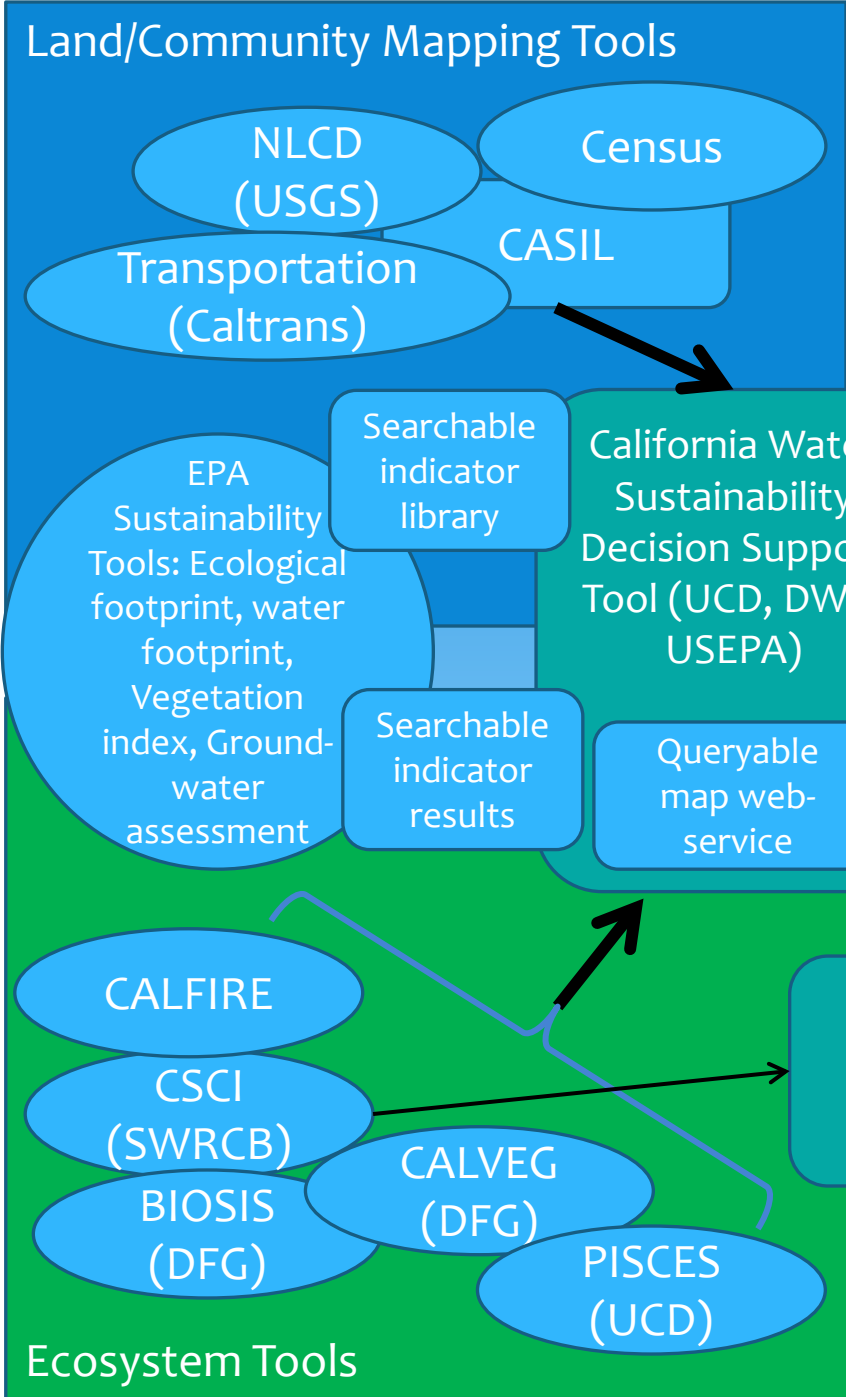 Land/Community Mapping Tools
NLCD
(USGS)
Census
CASIL
Transportation
(Caltrans)
Searchable
indicator
library
EPA
Sustainability
Tools: Ecological
footprint, water
footprint,
Vegetation
index, Ground-
water
assessment
California Wate
Sustainability
Decision Suppo
Tool (UCD, DW
USEPA)
Searchable
indicator
results
Queryable
map web-
service
CALFIRE
CSCI
(SWRCB)
CALVEG
(DFG)
BIOSIS
(DFG)
PISCES
(UCD)
Ecosystem Tools